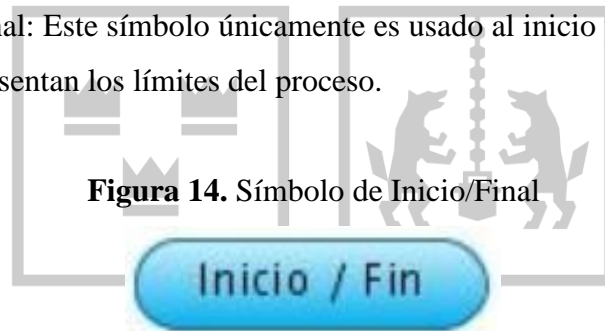 nal: Este símbolo únicamente es usado al inicio
sentan los límites del proceso.
Figura 14. Símbolo de Inicio/Final
Inicio / Fin